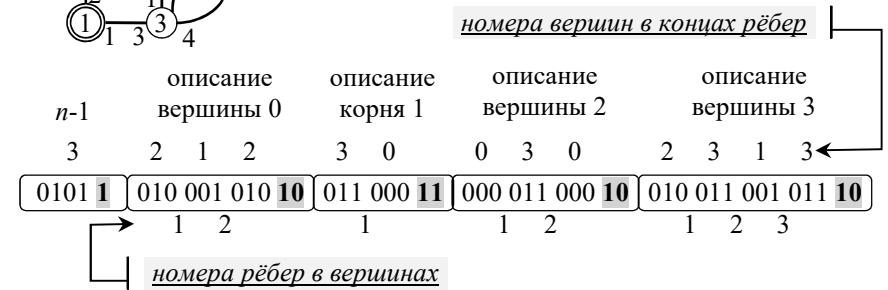 1 3
1 3 4
номера вершин в концах рёбер
описание описание описание описание
n-1 вершины 0 корня 1 вершины 2 вершины 3
3 2 1 2 3 0 0 3 0 2 3 1 3
0101 1 010 001 010 10 011 000 11 000 011 000 10 010 011 001 011 10
1 2 1 1 2 1 2 3
номера рёбер в вершинах